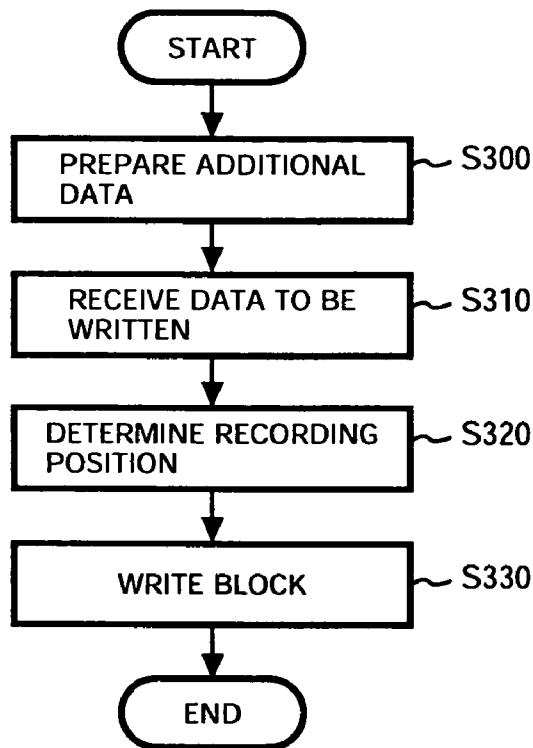 START
PREPARE ADDITIONAL
DATA
S300
RECEIVE DATA TO BE
WRITTEN
S310
DETERMINE RECORDING
POSITION
S320
WRITE BLOCK
S330
END